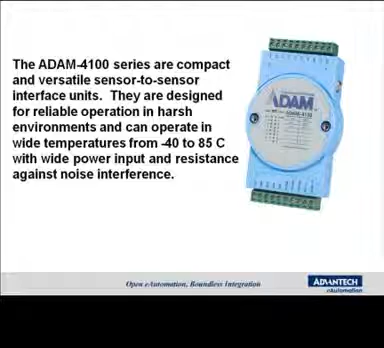 The ADAM-4100 series are compact
and versatile sensor-to-sensor
interface units. They are designed
for reliable operation in harsh
environments and can operate in
wide temperatures from -40 to 85 C
with wide power input and resistance
against noise interference.
ADAM
Open eAutomation, Boundless Integration
ADVANTECH
eAutomation